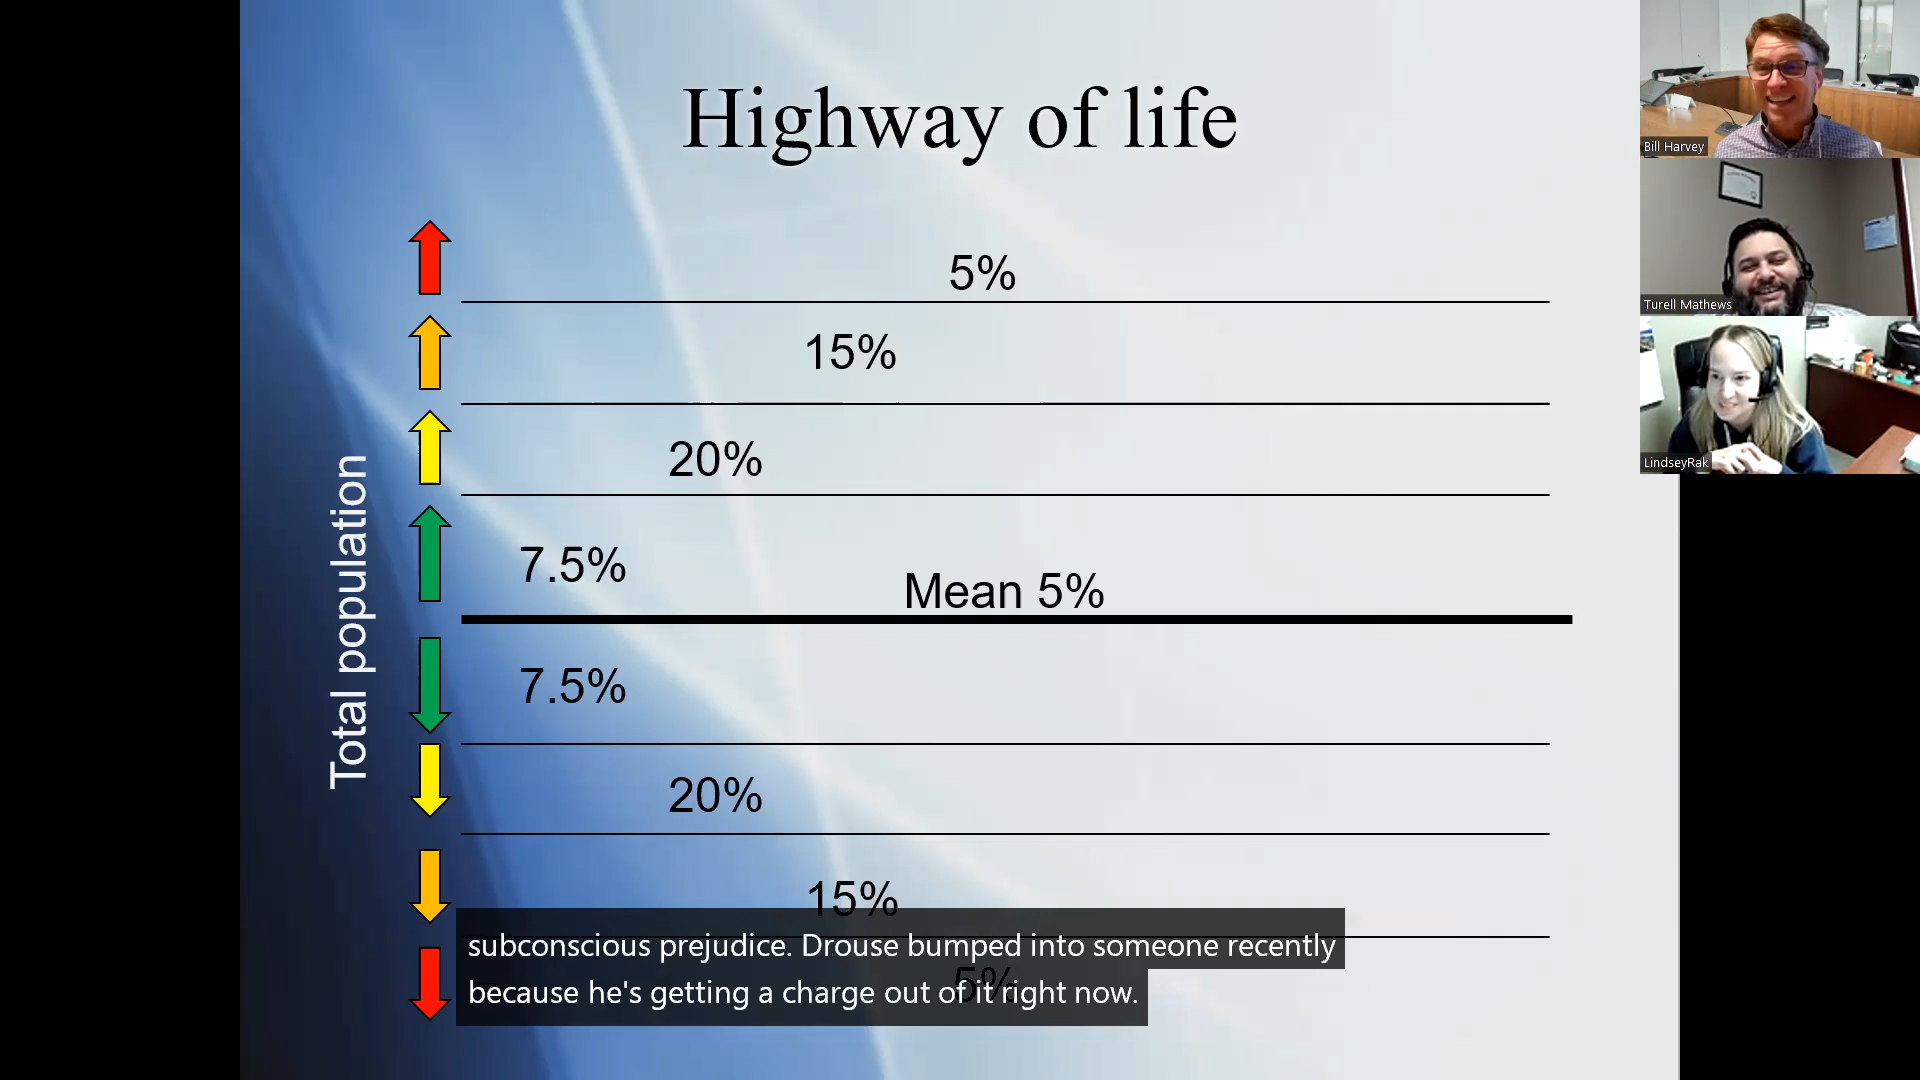 Highway of life
5%
15%
20%
7.5%
Mean 5%
7.5%
20%
15%
5%
Total population
subconscious prejudice. Drouse bumped into someone recently
because he's getting a charge out of it right now.
Bill Harvey
Turell Mathews
LindseyRak